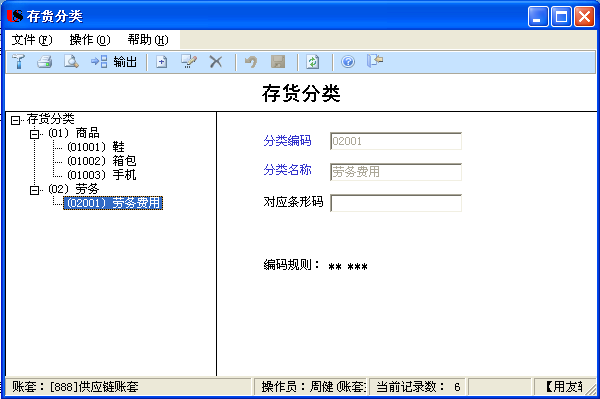 存货分类
文件(F) 操作(O) 帮助(H)
输出
存货分类
存货分类
(01) 商品
(01001) 鞋
(01002) 箱包
(01003) 手机
(02) 劳务
(02001) 劳务费用
分类编码 02001
分类名称 劳务费用
对应条形码
编码规则： ** ***
账套：[888]供应链账套 操作员：周健(账套 当前记录数： 6 【用友